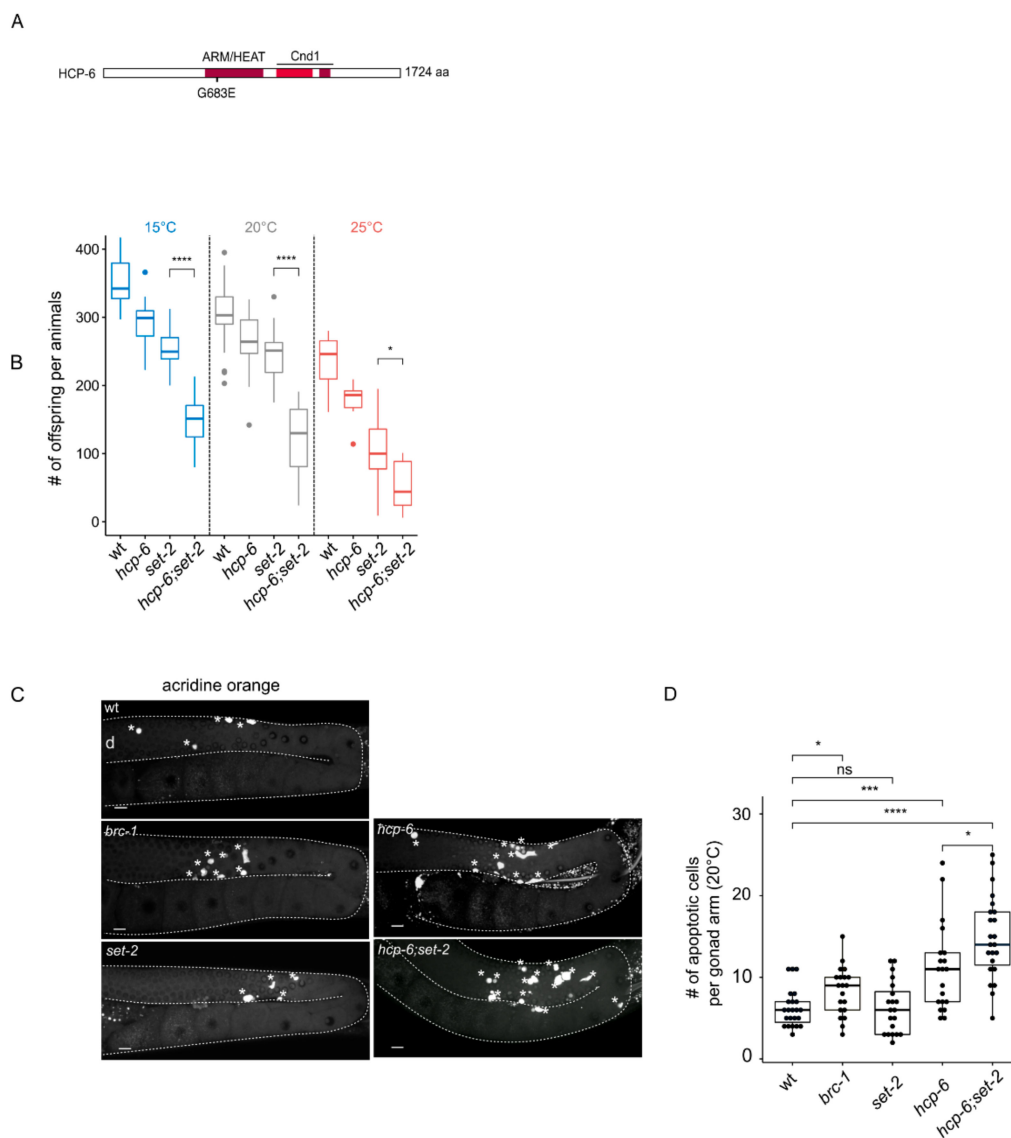 A
ARM/HEAT Cnd1
HCP-6 1724 aa
G683E
B
15°C 20°C 25°C
# of offspring per animals
400
300
200
100
0
**** **** *
wt hcp-6 set-2 hcp-6;set-2 wt hcp-6 set-2 hcp-6;set-2 wt hcp-6 set-2 hcp-6;set-2
C
acridine orange
wt
d
brc-1
hcp-6
set-2
hcp-6;set-2
D
*
ns
***
****
*
# of apoptotic cells
per gonad arm (20°C)
30
20
10
0
wt brc-1 set-2 hcp-6 hcp-6;set-2